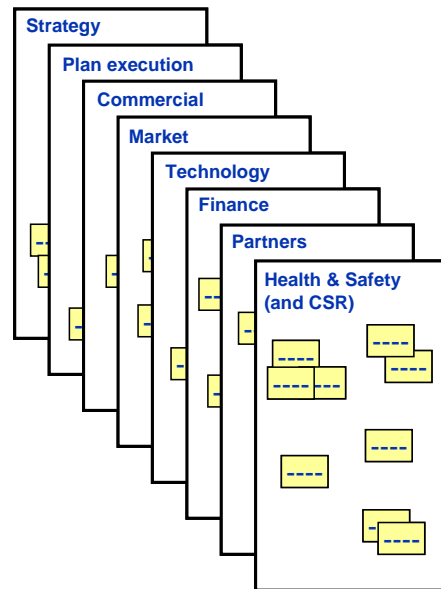 Strategy
Plan execution
Commercial
Market
Technology
Finance
Partners
Health & Safety
(and CSR)
----
----
----
----
----
----
----
----
----